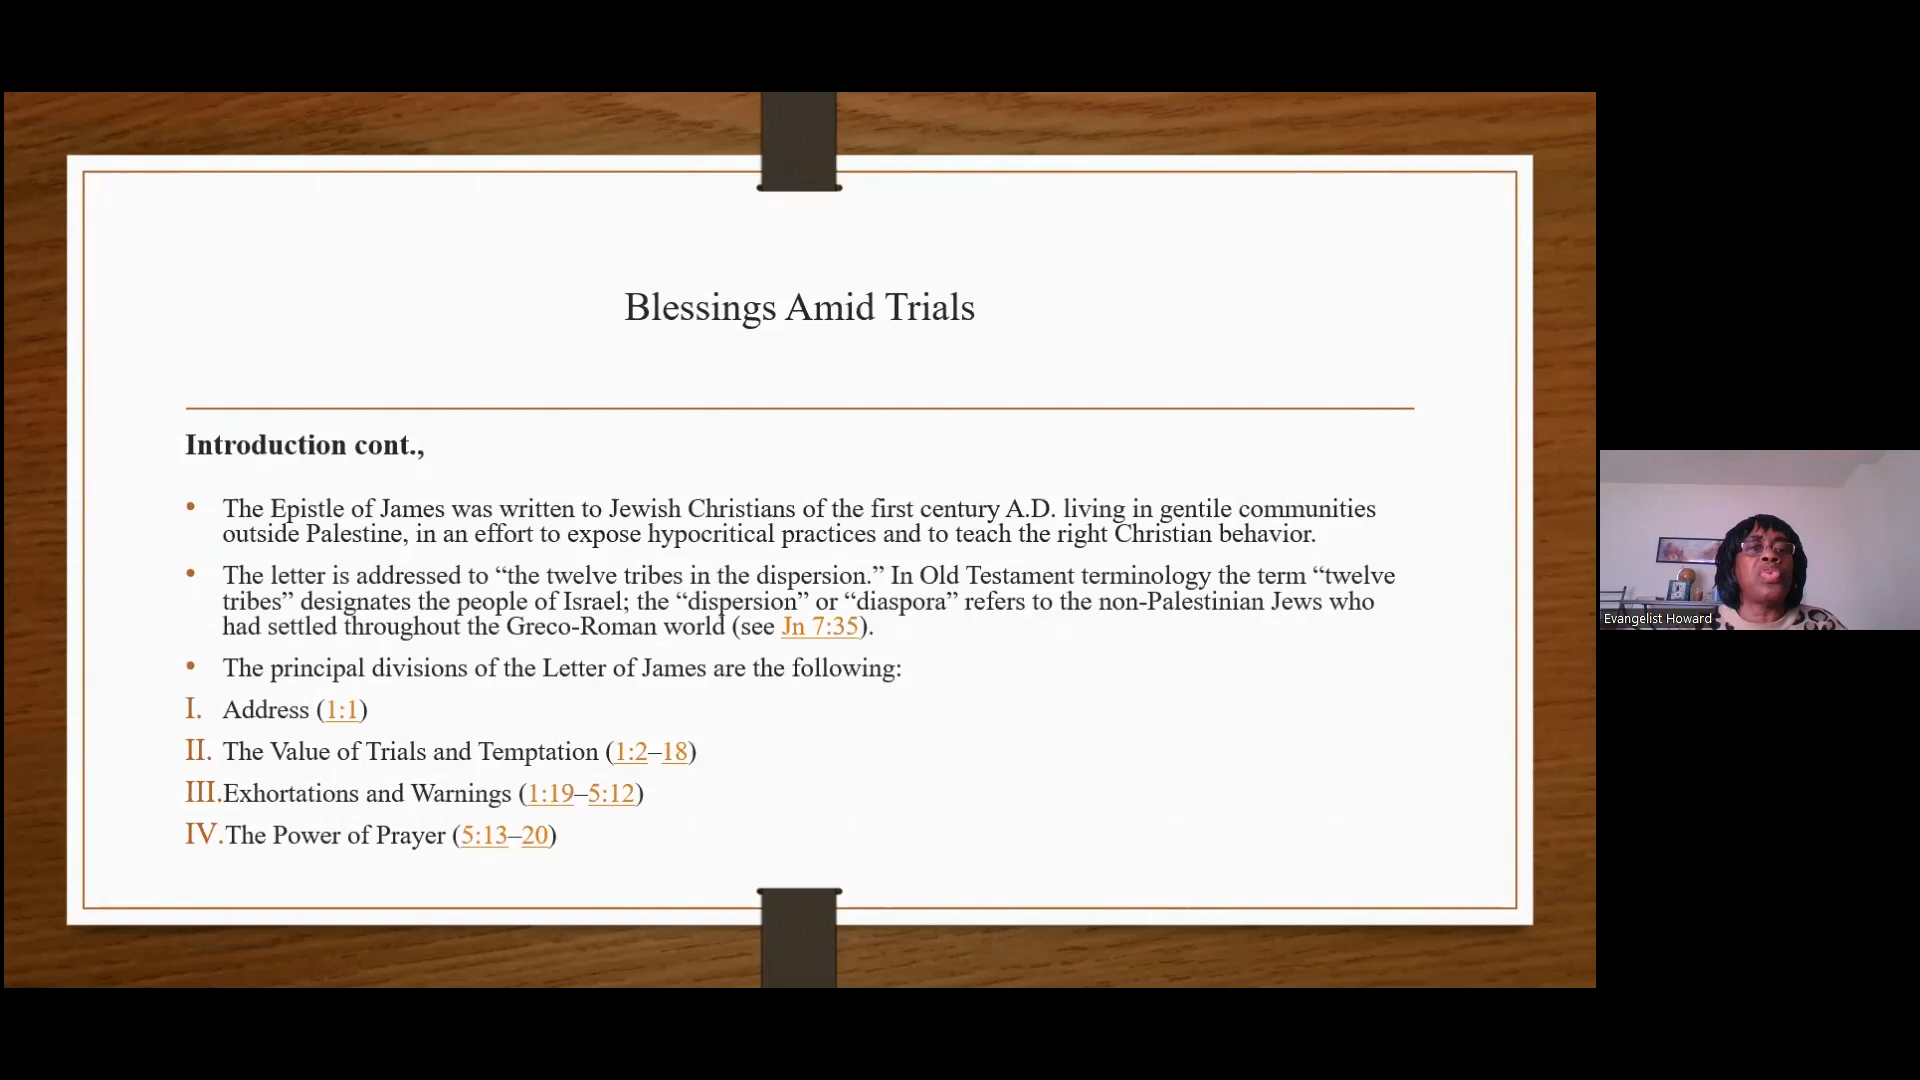 Blessings Amid Trials
Introduction cont.,
• The Epistle of James was written to Jewish Christians of the first century A.D. living in gentile communities
outside Palestine, in an effort to expose hypocritical practices and to teach the right Christian behavior.
• The letter is addressed to “the twelve tribes in the dispersion.” In Old Testament terminology the term “twelve
tribes” designates the people of Israel; the “dispersion” or “diaspora” refers to the non-Palestinian Jews who
had settled throughout the Greco-Roman world (see Jn 7:35).
• The principal divisions of the Letter of James are the following:
I. Address (1:1)
II. The Value of Trials and Temptation (1:2–18)
III. Exhortations and Warnings (1:19–5:12)
IV. The Power of Prayer (5:13–20)
Evangelist Howard